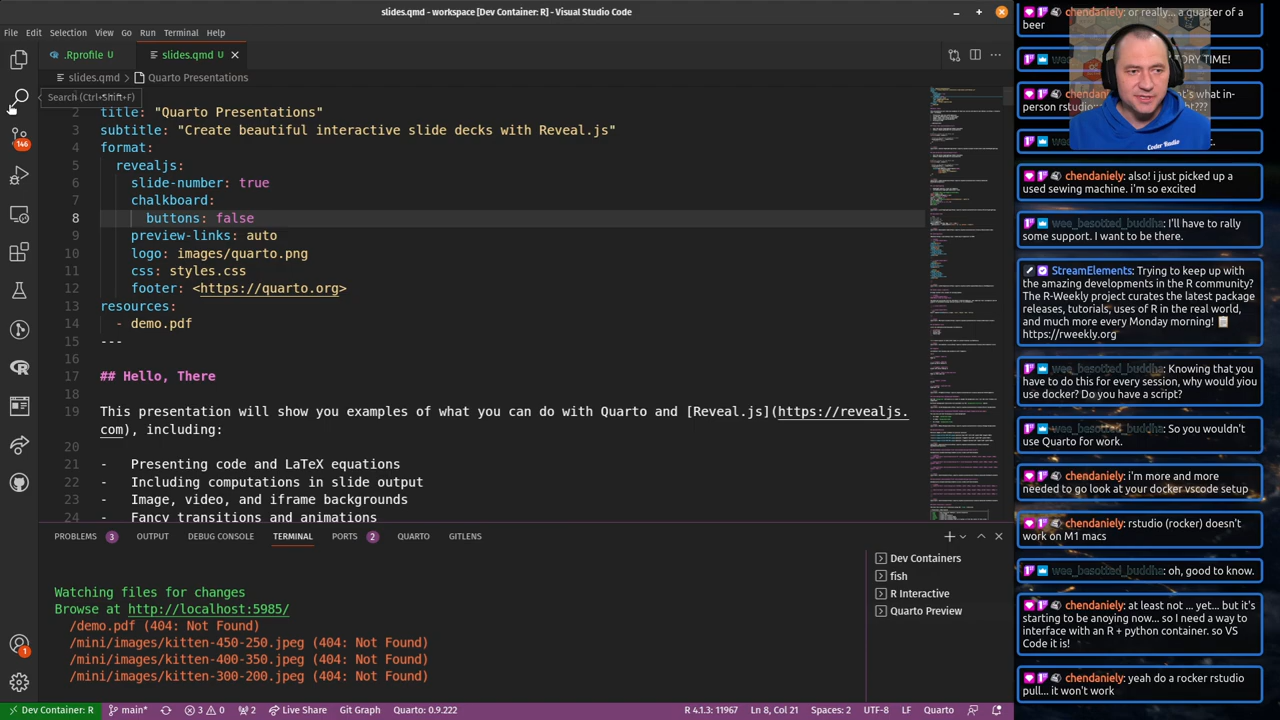 slides.qmd - workspace [Dev Container: R] - Visual Studio Code
File Edit Selection View Go Run Terminal Help
.Rprofile U
slides.qmd U
slides.qmd > Quarto Presentations
Search (Ctrl+Shift+F)
title: "Quarto Presentations"
subtitle: "Create beautiful interactive slide decks with Reveal.js"
format:
revealjs:
slide-number: true
chalkboard:
buttons: false
preview-links:
logo: images/quarto.png
css: styles.css
footer: <https://quarto.org>
resources:
- demo.pdf
---
## Hello, There
This presentation will show you examples of what you can do with Quarto and [Reveal.js](https://revealjs.
com), including:
Presenting code and LaTeX equations
Including computations in slide output
Image, video, and iframe backgrounds
146
PROBLEMS 3 OUTPUT DEBUG CONSOLE TERMINAL PORTS 2 QUARTO GITLENS
Watching files for changes
Browse at http://localhost:5985/
/demo.pdf (404: Not Found)
/mini/images/kitten-450-250.jpeg (404: Not Found)
/mini/images/kitten-400-350.jpeg (404: Not Found)
/mini/images/kitten-300-200.jpeg (404: Not Found)
Dev Containers
fish
R Interactive
Quarto Preview
1
Dev Container: R main* 3 0 2 Live Share Git Graph Quarto: 0.9.222 R 4.1.3: 11967 Ln 8, Col 21 Spaces: 2 UTF-8 LF Quarto
chendaniely: or really... a quarter of a
beer
Coder Radio
chendaniely: also! i just picked up a
used sewing machine. i'm so excited
wee_besotted_buddha: I'll have to rally
some support. I want to be there.
StreamElements: Trying to keep up with
the amazing developments in the R community?
The R-Weekly project curates the latest package
releases, tutorials, uses of R in the real world,
and much more every Monday morning!
https://rweekly.org
wee_besotted_buddha: Knowing that you
have to do this for every session, why would yiou
use docker? Do you have a script?
wee_besotted_buddha: So you wouldn't
use Quarto for work.
chendaniely: i'm more and more
needed to go look at your docker vscode setup
chendaniely: rstudio (rocker) doesn't
work on M1 macs
wee_besotted_buddha: oh, good to know.
chendaniely: at least not ... yet... but it's
starting to be anoying now... so I need a way to
interface with an R + python container. so VS
Code it is!
chendaniely: yeah do a rocker rstudio
pull... it won't work